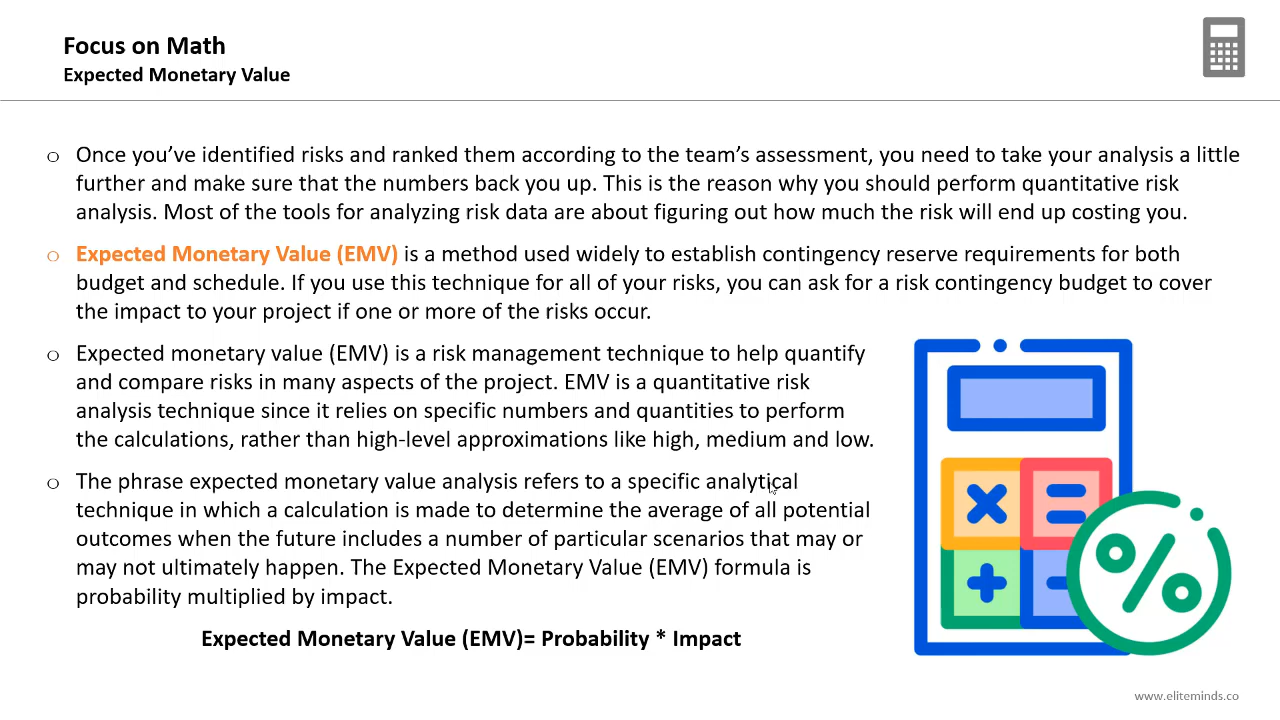 Focus on Math
Expected Monetary Value
Once you’ve identified risks and ranked them according to the team’s assessment, you need to take your analysis a little
further and make sure that the numbers back you up. This is the reason why you should perform quantitative risk
analysis. Most of the tools for analyzing risk data are about figuring out how much the risk will end up costing you.
Expected Monetary Value (EMV) is a method used widely to establish contingency reserve requirements for both
budget and schedule. If you use this technique for all of your risks, you can ask for a risk contingency budget to cover
the impact to your project if one or more of the risks occur.
Expected monetary value (EMV) is a risk management technique to help quantify
and compare risks in many aspects of the project. EMV is a quantitative risk
analysis technique since it relies on specific numbers and quantities to perform
the calculations, rather than high-level approximations like high, medium and low.
The phrase expected monetary value analysis refers to a specific analytical
technique in which a calculation is made to determine the average of all potential
outcomes when the future includes a number of particular scenarios that may or
may not ultimately happen. The Expected Monetary Value (EMV) formula is
probability multiplied by impact.
Expected Monetary Value (EMV)= Probability * Impact
www.eliteminds.co